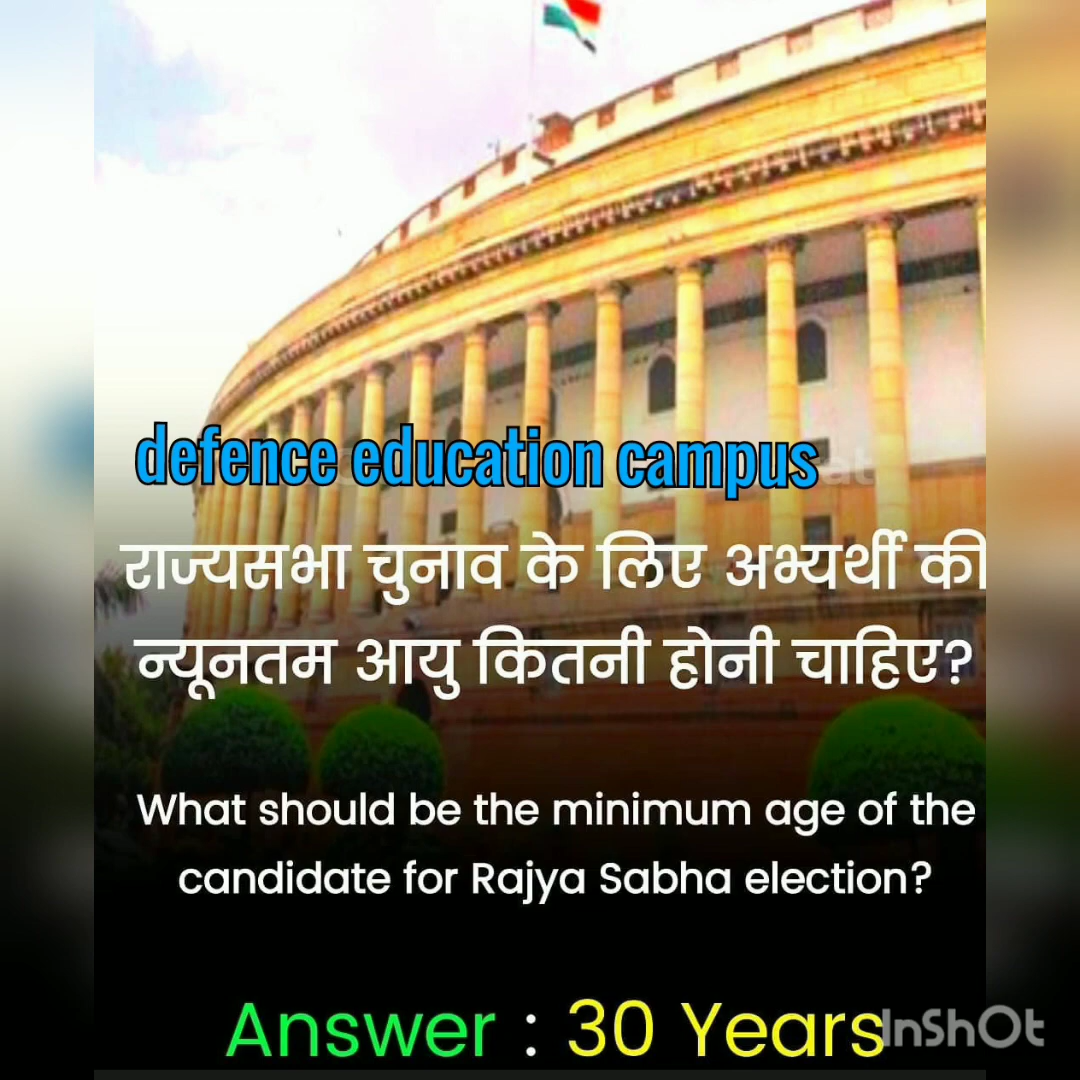 defence education campus
राज्यसभा चुनाव के लिए अभ्यर्थी की
न्यूनतम आयु कितनी होनी चाहिए?
What should be the minimum age of the
candidate for Rajya Sabha election?
Answer : 30 Years
InShOt